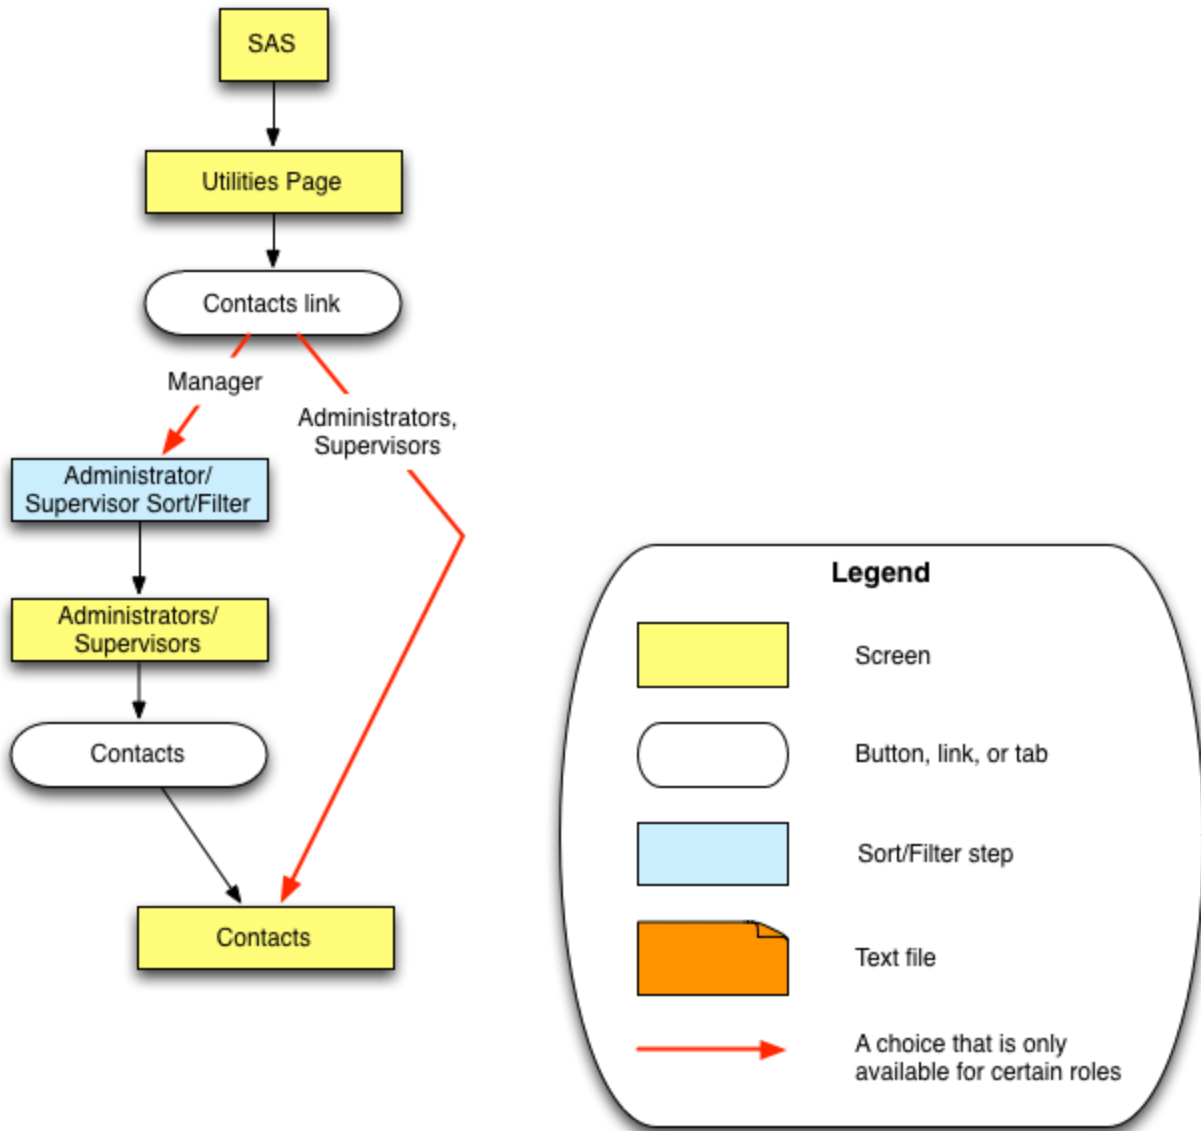 SAS
Utilities Page
Contacts link
Manager
Administrators,
Supervisors
Administrator/
Supervisor Sort/Filter
Administrators/
Supervisors
Contacts
Contacts
Legend
Screen
Button, link, or tab
Sort/Filter step
Text file
A choice that is only
available for certain roles